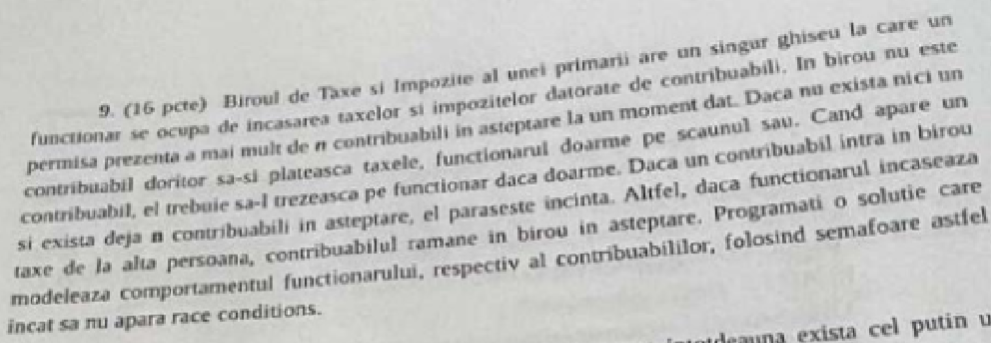 9. (16 pcte) Biroul de Taxe si Impozite al unei primarii are un singur ghiseu la care un
functionar se ocupa de incasarea taxelor si impozitelor datorate de contribuabili. In birou nu este
permisa prezenta a mai mult de n contribuabili in asteptare la un moment dat. Daca nu exista nici un
contribuabil doritor sa-si plateasca taxele, functionarul doarme pe scaunul sau. Cand apare un
contribuabil, el trebuie sa-l trezeasca pe functionar daca doarme. Daca un contribuabil intra in birou
si exista deja n contribuabili in asteptare, el paraseste incinta. Altfel, daca functionarul incaseaza
taxe de la alta persoana, contribuabilul ramane in birou in asteptare. Programati o solutie care
modeleaza comportamentul functionarului, respectiv al contribuabililor, folosind semafoare astfel
incat sa nu apara race conditions.
exista cel putin